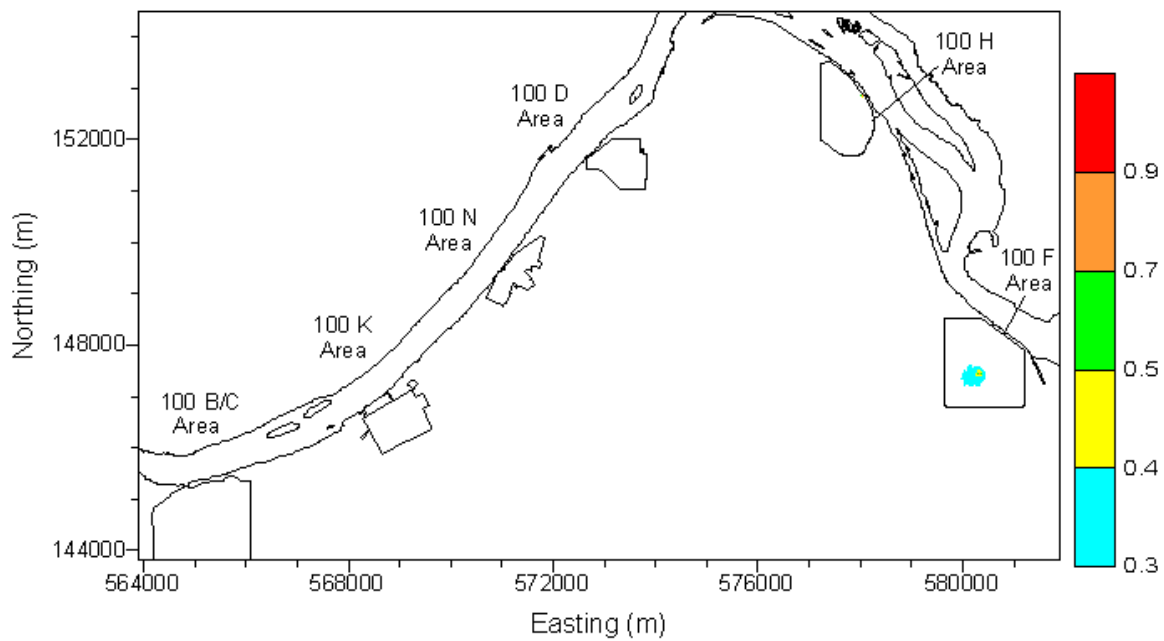 100 H
Area
100 D
Area
152000
0.9
100 N
Area
0.7
100 F
Area
Northing (m)
0.5
148000
100 K
Area
100 B/C
Area
0.4
144000
0.3
564000
568000
572000
576000
580000
Easting (m)